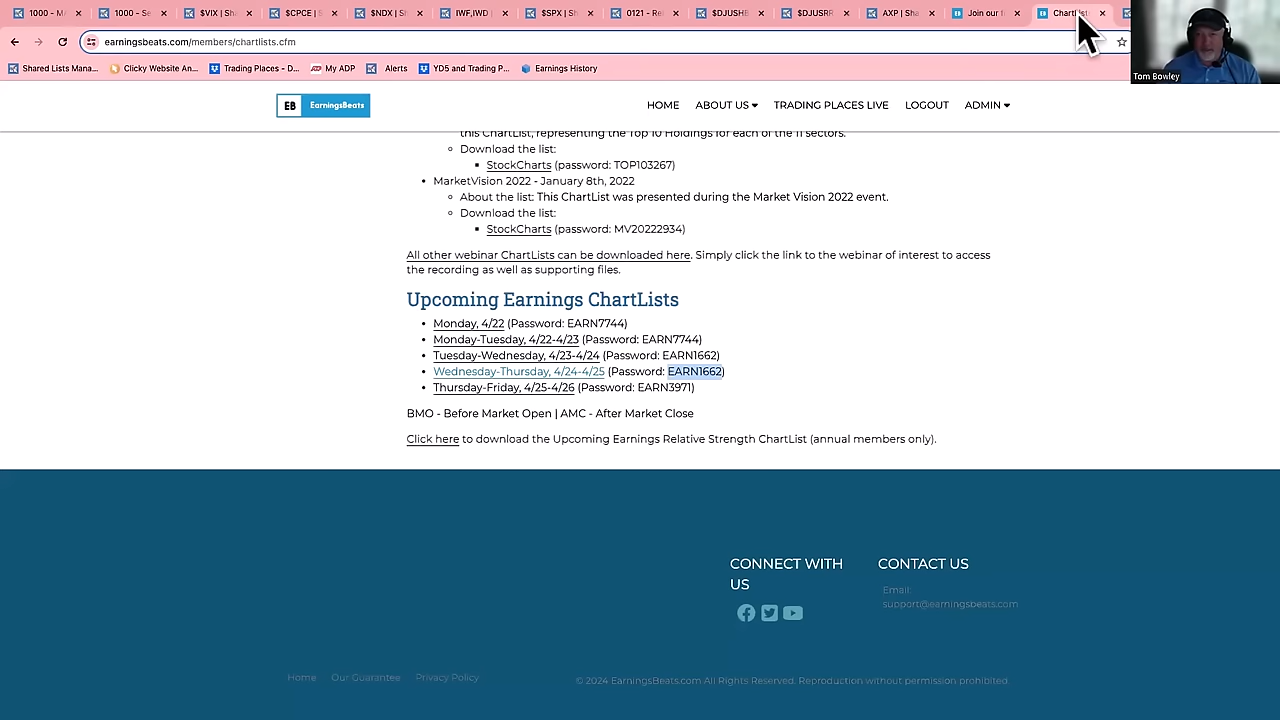 1000 - M
1000 - Se
$VIX | Sha
$CPCE | S
$NDX | Sh
IWF,IWD |
$SPX | Sh
0121 - Re
$DJUSHB
$DJUSRR
AXP | Sha
Join our f
ChartLists
earningsbeats.com/members/chartlists.cfm
Shared Lists Mana...
Clicky Website An...
Trading Places - D...
My ADP
Alerts
YD5 and Trading P...
Earnings History
Tom Bowley
EB EarningsBeats
HOME
ABOUT US
TRADING PLACES LIVE
LOGOUT
ADMIN
this ChartList, representing the Top 10 Holdings for each of the 11 sectors.
Download the list:
StockCharts (password: TOP103267)
MarketVision 2022 - January 8th, 2022
About the list: This ChartList was presented during the Market Vision 2022 event.
Download the list:
StockCharts (password: MV20222934)
All other webinar ChartLists can be downloaded here. Simply click the link to the webinar of interest to access
the recording as well as supporting files.
Upcoming Earnings ChartLists
Monday, 4/22 (Password: EARN7744)
Monday-Tuesday, 4/22-4/23 (Password: EARN7744)
Tuesday-Wednesday, 4/23-4/24 (Password: EARN1662)
Wednesday-Thursday, 4/24-4/25 (Password: EARN1662)
Thursday-Friday, 4/25-4/26 (Password: EARN3971)
BMO - Before Market Open | AMC - After Market Close
Click here to download the Upcoming Earnings Relative Strength ChartList (annual members only).
CONNECT WITH
US
CONTACT US
Email:
support@earningsbeats.com
Home
Our Guarantee
Privacy Policy
© 2024 EarningsBeats.com All Rights Reserved. Reproduction without permission prohibited.